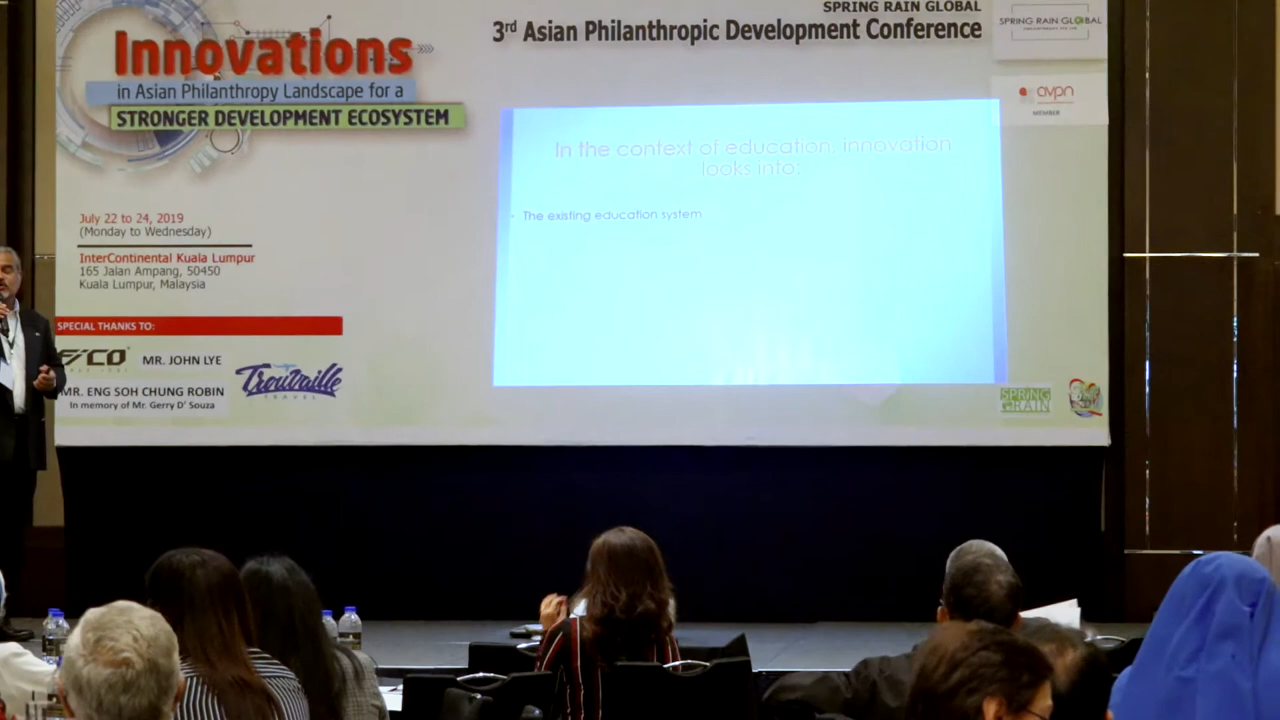 Innovations
in Asian Philanthropy Landscape for a
STRONGER DEVELOPMENT ECOSYSTEM
July 22 to 24, 2019
(Monday to Wednesday)
InterContinental Kuala Lumpur
165 Jalan Ampang, 50450
Kuala Lumpur, Malaysia
SPECIAL THANKS TO:
MR. JOHN LYE
MR. ENG SOH CHUNG ROBIN
In memory of Mr. Gerry D' Souza
Trouvaille
TRAVEL
SPRING RAIN GLOBAL
3rd Asian Philanthropic Development Conference
SPRING RAIN GLOBAL
avpn
MEMBER
In the context of education, innovation
looks into:
The existing education system
SPRiNG
RAIN